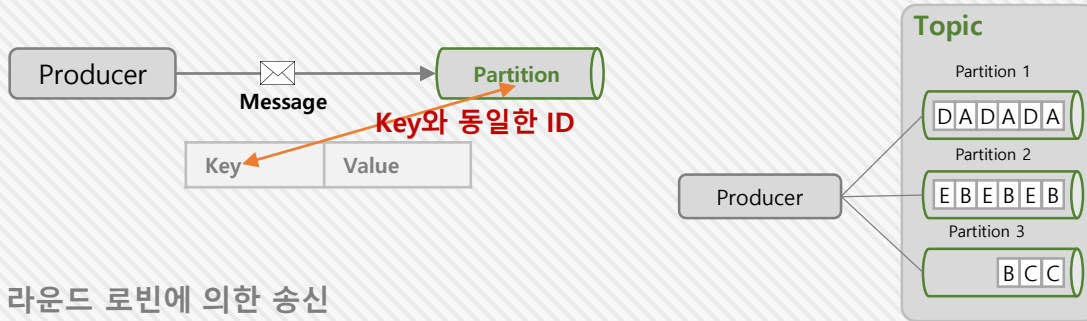 Producer
Message
Partition
Key와 동일한 ID
Key
Value
라운드 로빈에 의한 송신
Producer
Topic
Partition 1
D A D A D A
Partition 2
E B E B E B
Partition 3
B C C